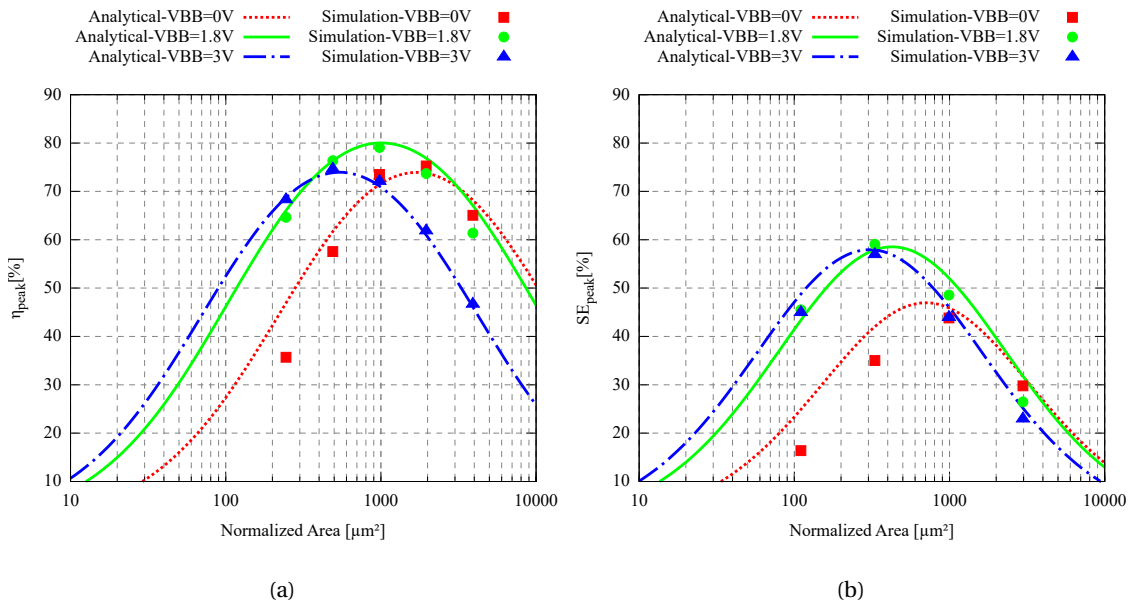 Analytical-VBB=0V Simulation-VBB=0V
Analytical-VBB=1.8V Simulation-VBB=1.8V
Analytical-VBB=3V Simulation-VBB=3V
90
80
70
60
50
40
30
20
10
ηpeak[%]
10 100 1000 10000
Normalized Area [µm²]
(a)
Analytical-VBB=0V Simulation-VBB=0V
Analytical-VBB=1.8V Simulation-VBB=1.8V
Analytical-VBB=3V Simulation-VBB=3V
90
80
70
60
50
40
30
20
10
SEpeak[%]
10 100 1000 10000
Normalized Area [µm²]
(b)